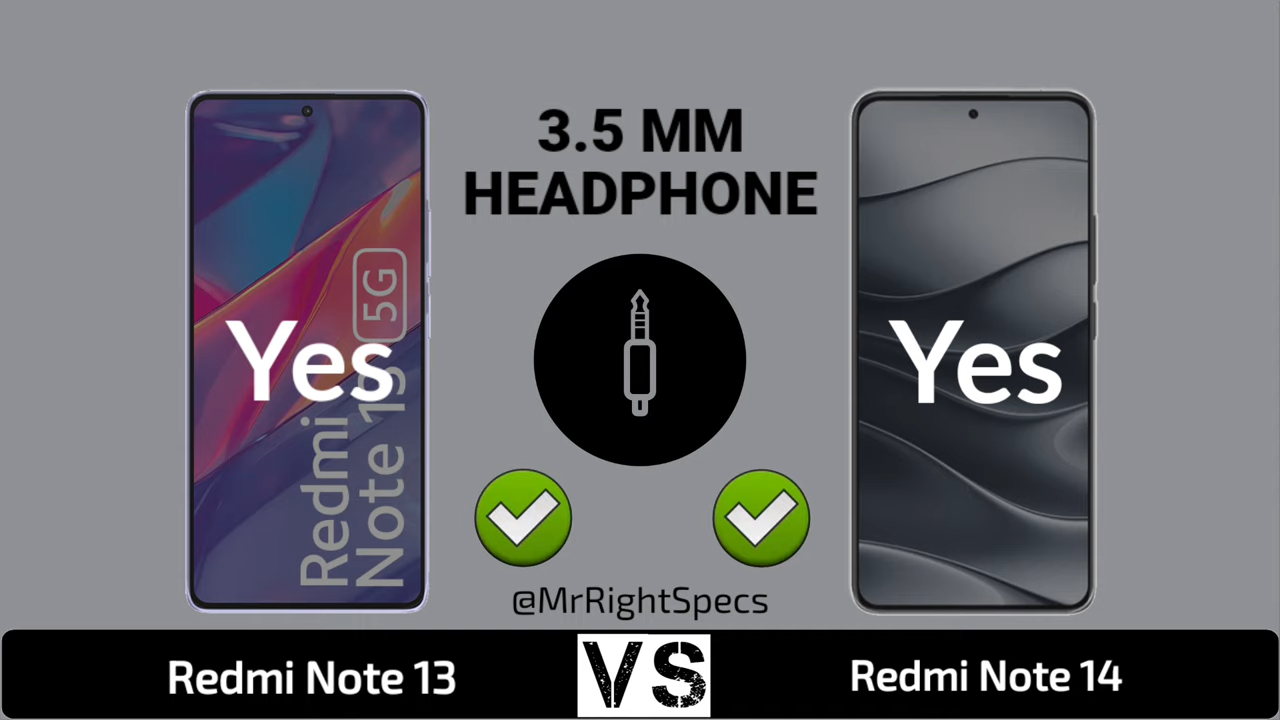 3.5 MM
HEADPHONE
5G
Redmi
Note 13
Yes
Yes
@MrRightSpecs
Redmi Note 13
VS
Redmi Note 14